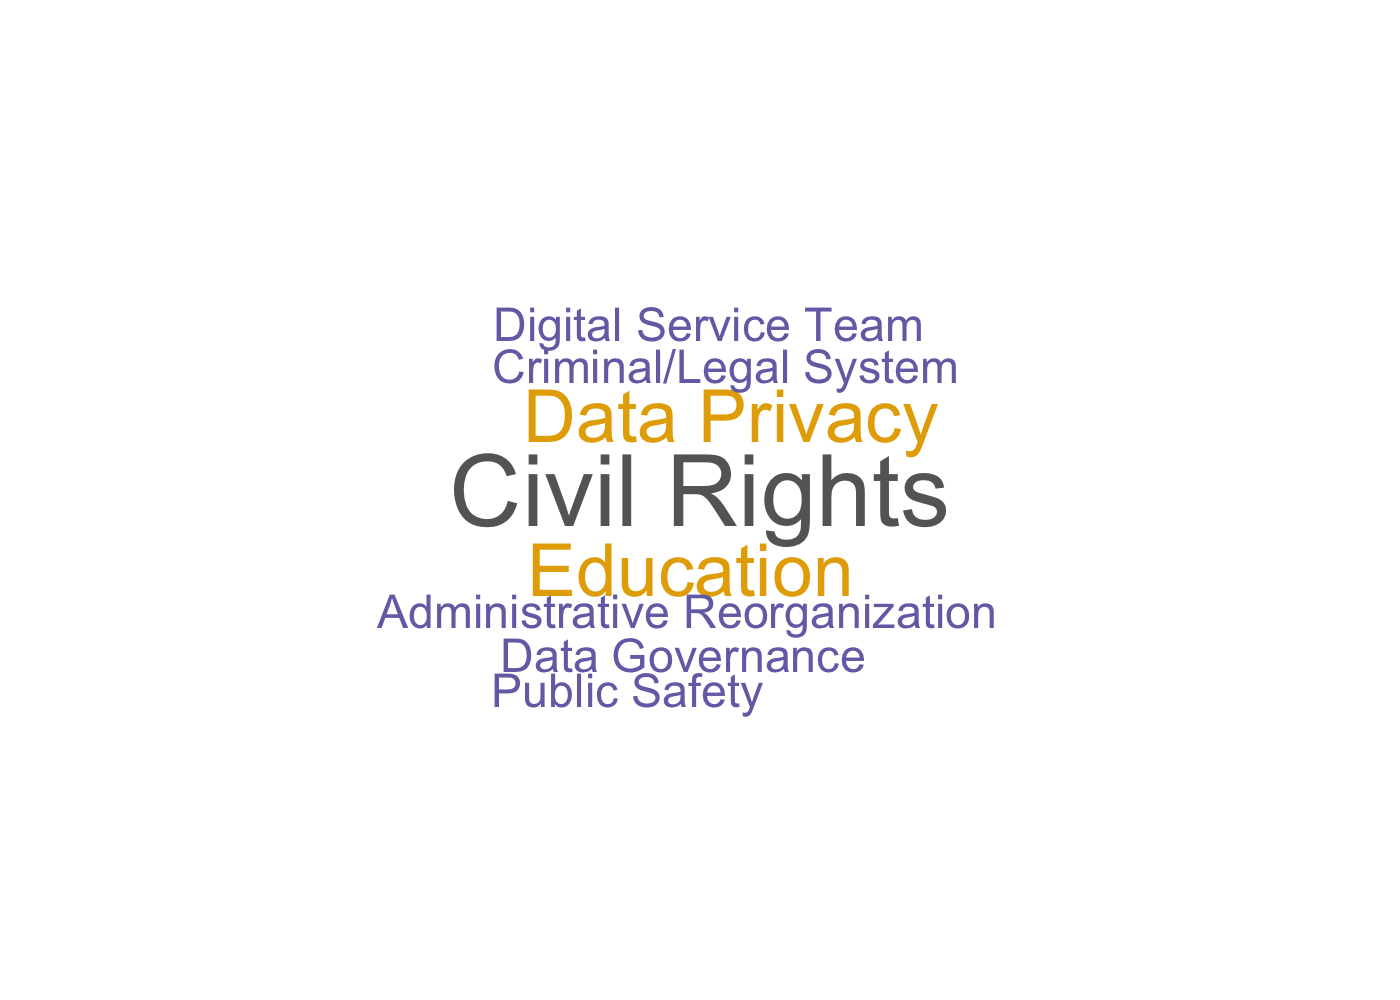 Digital Service Team
Criminal/Legal System
Data Privacy
Civil Rights
Education
Administrative Reorganization
Data Governance
Public Safety